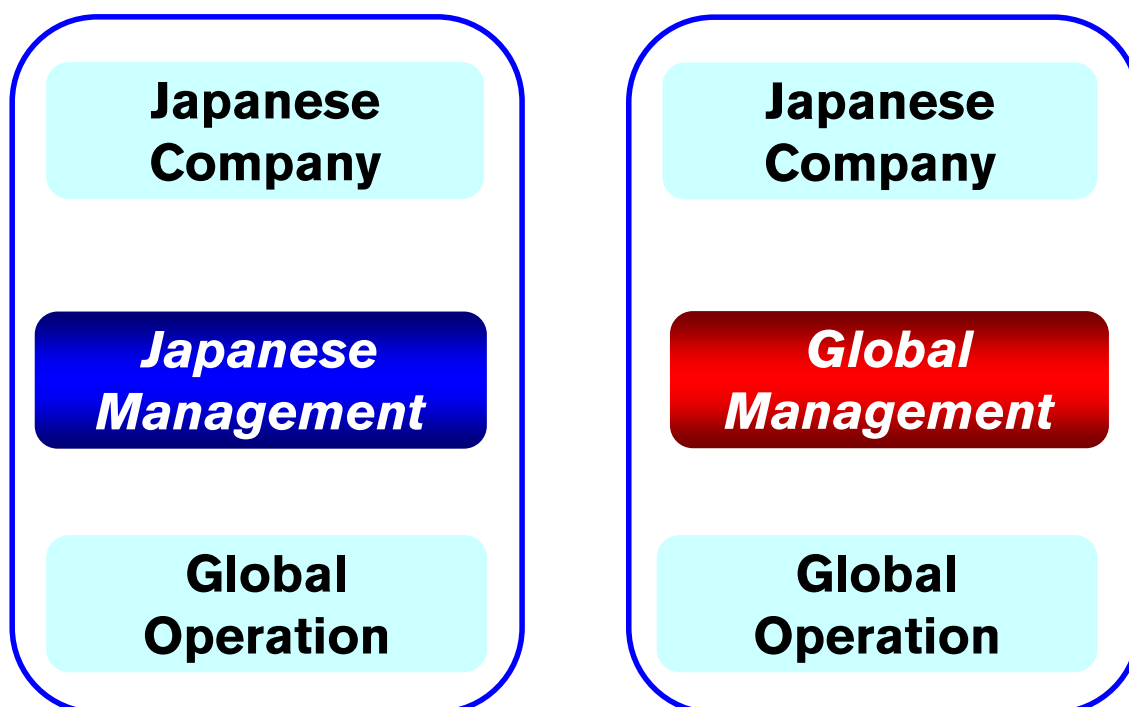 Japanese
Company
Japanese
Management
Global
Operation
Japanese
Company
Global
Management
Global
Operation